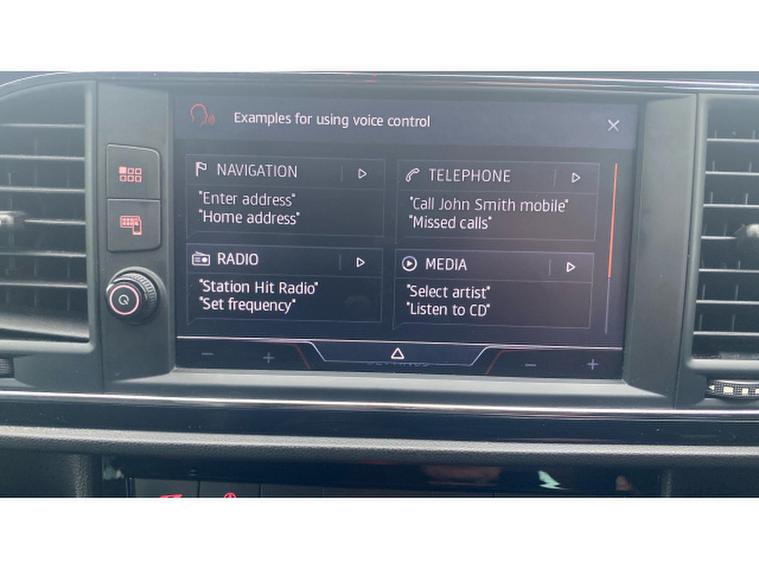 Examples for using voice control
NAVIGATION
"Enter address"
"Home address"
TELEPHONE
"Call John Smith mobile"
"Missed calls"
RADIO
"Station Hit Radio"
"Set frequency"
MEDIA
"Select artist"
"Listen to CD"